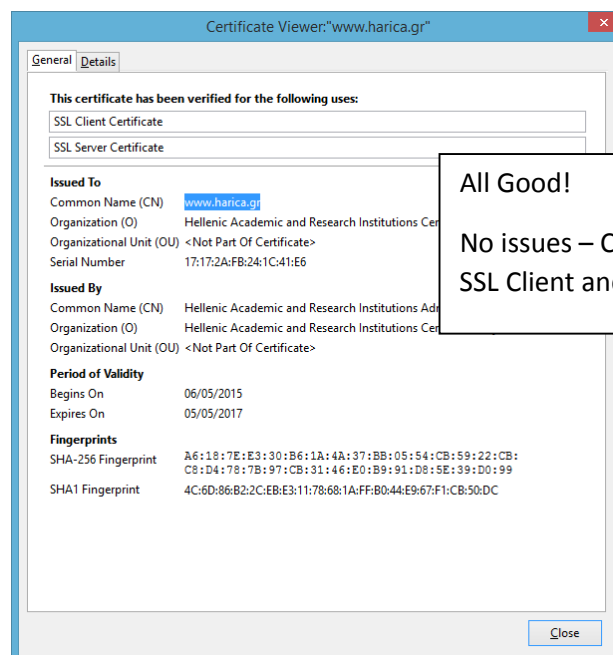 Certificate Viewer:"www.harica.gr"
×
General Details
This certificate has been verified for the following uses:
SSL Client Certificate
SSL Server Certificate
Issued To
Common Name (CN) www.harica.gr
Organization (O) Hellenic Academic and Research Institutions
Organizational Unit (OU) <Not Part Of Certificate>
Serial Number 17:17:2A:FB:24:1C:41:E6
Issued By
Common Name (CN) Hellenic Academic and Research Institutions
Organization (O) Hellenic Academic and Research Institutions
Organizational Unit (OU) <Not Part Of Certificate>
Period of Validity
Begins On 06/05/2015
Expires On 05/05/2017
Fingerprints
SHA-256 Fingerprint A6:18:7E:E3:30:B6:1A:4A:37:BB:05:54:CB:59:22:CB:
C8:D4:78:7B:97:CB:31:46:E0:B9:91:D8:5E:39:D0:99
SHA1 Fingerprint 4C:6D:86:B2:2C:EB:E3:11:78:68:1A:FF:B0:44:E9:67:F1:CB:50:DC
All Good!
No issues –
SSL Client
Close